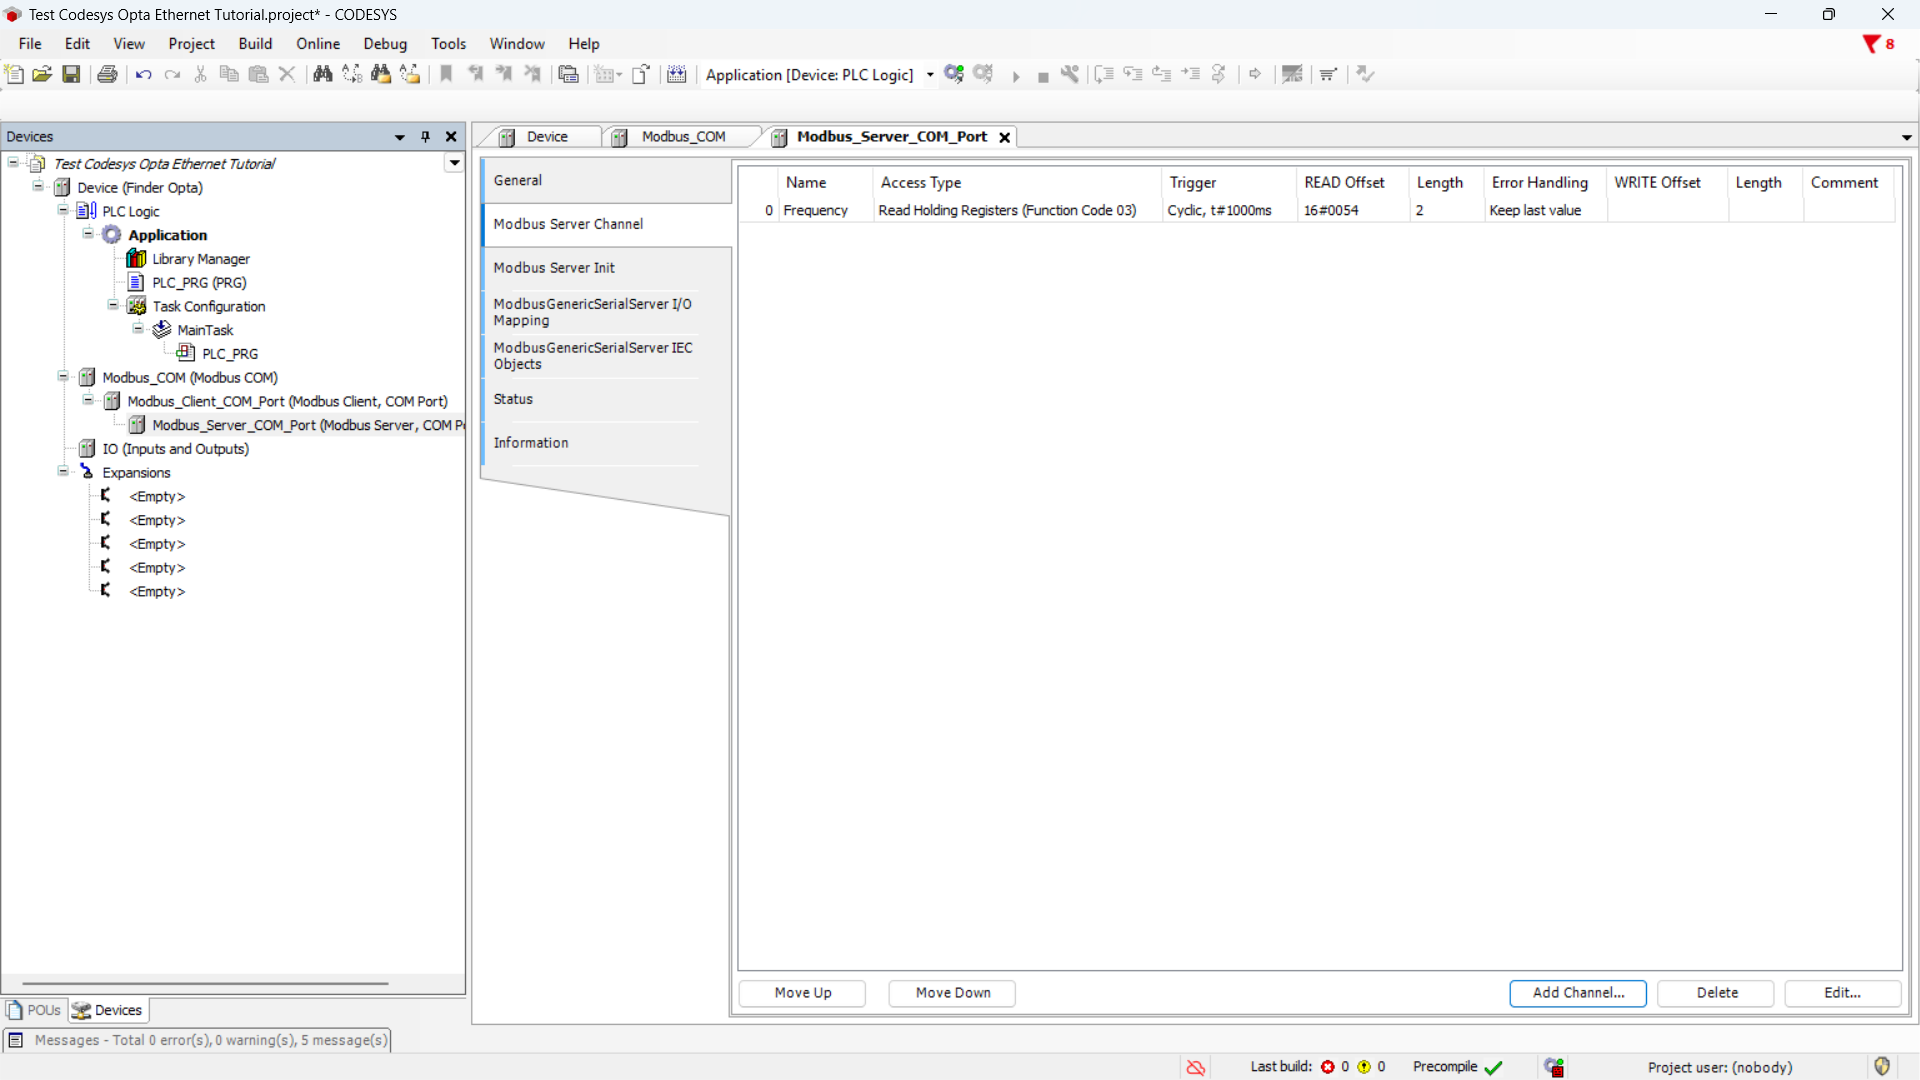 Test Codesys Opta Ethernet Tutorial.project* - CODESYS
File Edit View Project Build Online Debug Tools Window Help
8
Application [Device: PLC Logic]
Devices
Test Codesys Opta Ethernet Tutorial
Device (Finder Opta)
PLC Logic
Application
Library Manager
PLC_PRG (PRG)
Task Configuration
MainTask
PLC_PRG
Modbus_COM (Modbus COM)
Modbus_Client_COM_Port (Modbus Client, COM Port)
Modbus_Server_COM_Port (Modbus Server, COM P
IO (Inputs and Outputs)
Expansions
<Empty>
<Empty>
<Empty>
<Empty>
<Empty>
POUs Devices
Device Modbus_COM Modbus_Server_COM_Port
General
Modbus Server Channel
Modbus Server Init
ModbusGenericSerialServer I/O
Mapping
ModbusGenericSerialServer IEC
Objects
Status
Information
Name Access Type Trigger READ Offset Length Error Handling WRITE Offset Length Comment
0 Frequency Read Holding Registers (Function Code 03) Cyclic, t#1000ms 16#0054 2 Keep last value
Move Up Move Down Add Channel... Delete Edit...
Messages - Total 0 error(s), 0 warning(s), 5 message(s)
Last build: 0 0 Precompile Project user: (nobody)